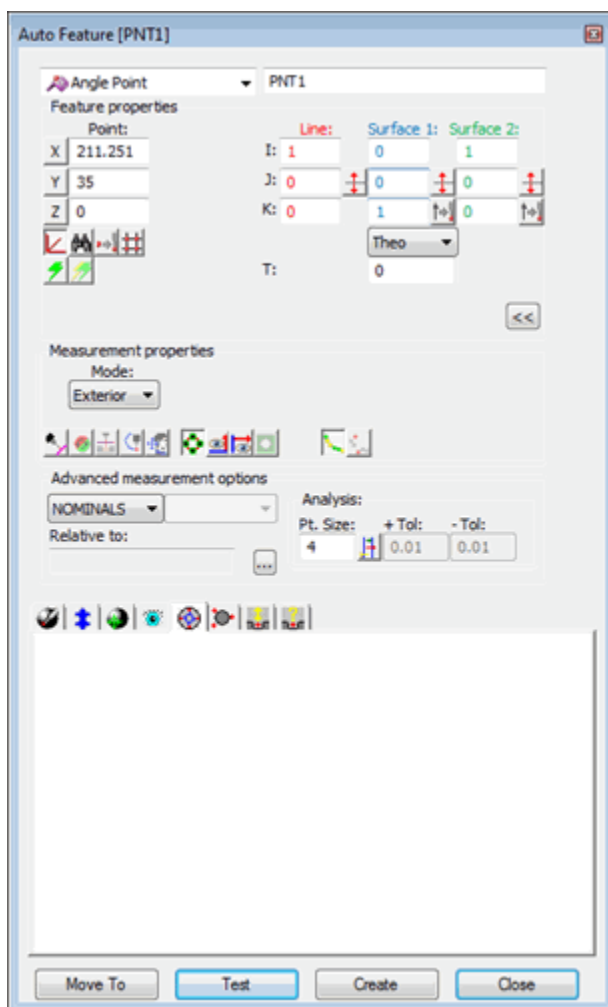 Auto Feature [PNT1]
Angle Point PNT1
Feature properties
Point: Line: Surface 1: Surface 2:
X 211.251 I: 1 0 1
Y 35 J: 0 0 0
Z 0 K: 0 1 0
Theo
T: 0
<<
Measurement properties
Mode:
Exterior
Advanced measurement options
NOMINALS
Analysis:
Relative to:
Pt. Size: + Tol: - Tol:
4 0.01 0.01
...
Move To Test Create Close